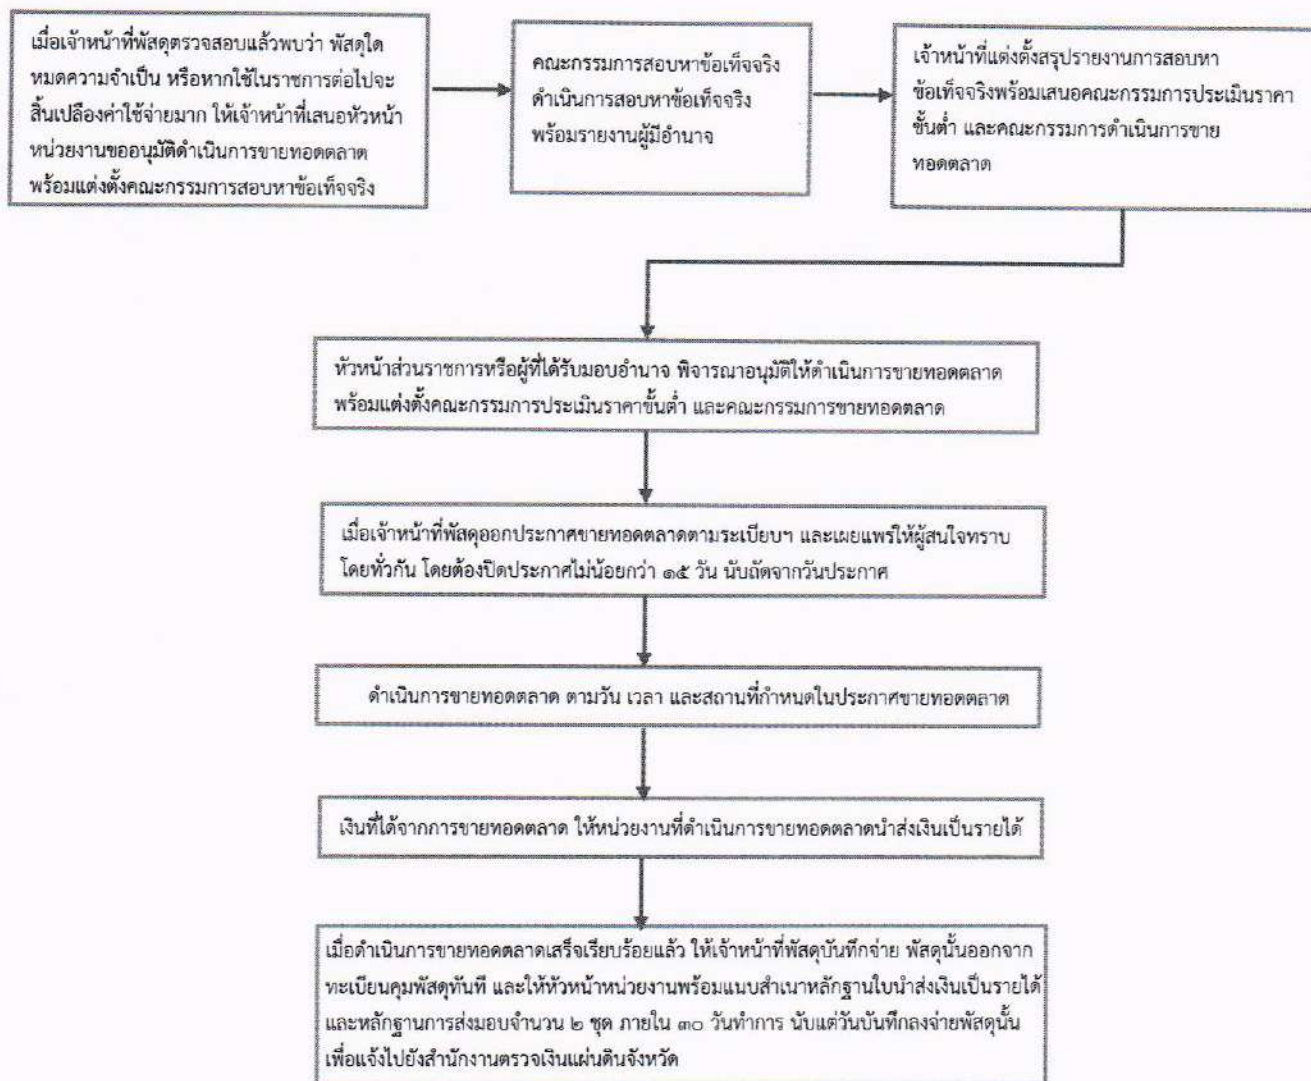 เมื่อเจ้าหน้าที่พัสดุตรวจสอบแล้วพบว่า พัสดุใด
หมดความจำเป็น หรือหากใช้ในราชการต่อไปจะ
สิ้นเปลืองค่าใช้จ่ายมาก ให้เจ้าหน้าที่เสนอหัวหน้า
หน่วยงานขออนุมัติดำเนินการขายทอดตลาด
พร้อมแต่งตั้งคณะกรรมการสอบหาข้อเท็จจริง
คณะกรรมการสอบหาข้อเท็จจริง
ดำเนินการสอบหาข้อเท็จจริง
พร้อมรายงานผู้มีอำนาจ
เจ้าหน้าที่แต่งตั้งสรุปรายงานการสอบหา
ข้อเท็จจริงพร้อมเสนอคณะกรรมการประเมินราคา
ขั้นต่ำ และคณะกรรมการดำเนินการขาย
ทอดตลาด
หัวหน้าส่วนราชการหรือผู้ที่ได้รับมอบอำนาจ พิจารณาอนุมัติให้ดำเนินการขายทอดตลาด
พร้อมแต่งตั้งคณะกรรมการประเมินราคาขั้นต่ำ และคณะกรรมการขายทอดตลาด
เมื่อเจ้าหน้าที่พัสดุออกประกาศขายทอดตลาดตามระเบียบฯ และเผยแพร่ให้ผู้สนใจทราบ
โดยทั่วกัน โดยต้องปิดประกาศไม่น้อยกว่า ๑๕ วัน นับถัดจากวันประกาศ
ดำเนินการขายทอดตลาด ตามวัน เวลา และสถานที่กำหนดในประกาศขายทอดตลาด
เงินที่ได้จากการขายทอดตลาด ให้หน่วยงานที่ดำเนินการขายทอดตลาดนำส่งเงินเป็นรายได้
เมื่อดำเนินการขายทอดตลาดเสร็จเรียบร้อยแล้ว ให้เจ้าหน้าที่พัสดุบันทึกจ่าย พัสดุนั้นออกจาก
ทะเบียนคุมพัสดุทันที และให้หัวหน้าหน่วยงานพร้อมแนบสำเนาหลักฐานใบนำส่งเงินเป็นรายได้
และหลักฐานการส่งมอบจำนวน ๒ ชุด ภายใน ๓๐ วันทำการ นับแต่วันบันทึกลงจ่ายพัสดุนั้น
เพื่อแจ้งไปยังสำนักงานตรวจเงินแผ่นดินจังหวัด